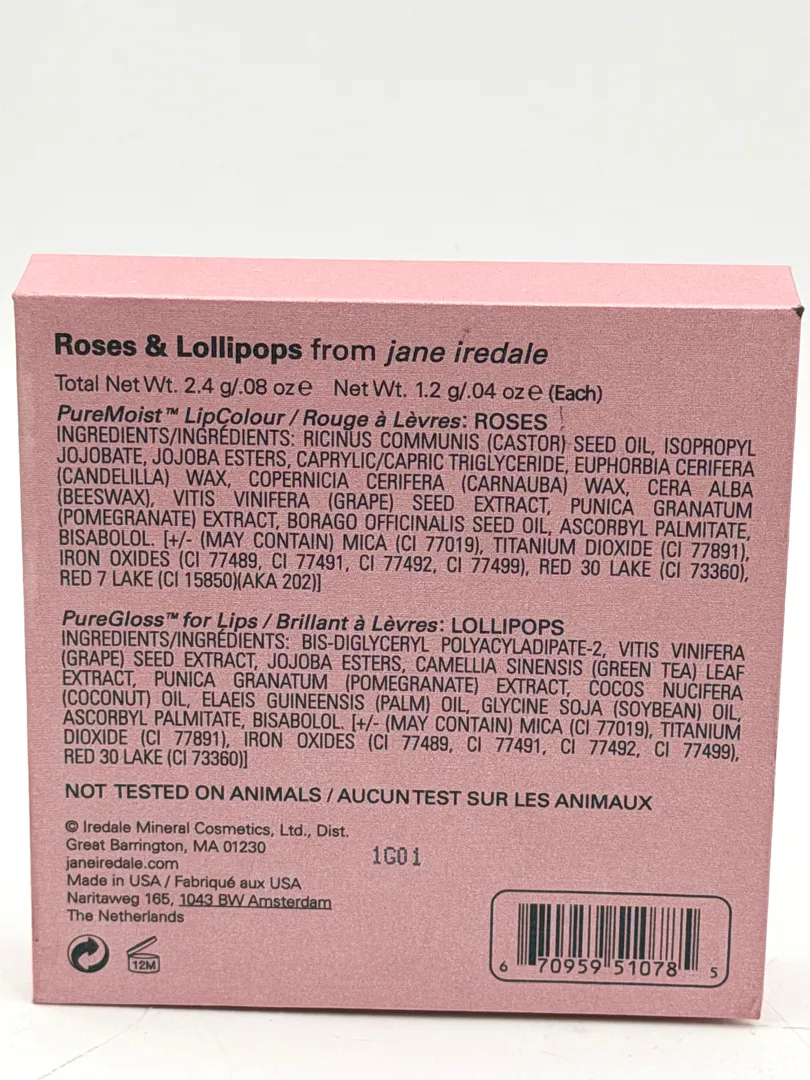 Roses & Lollipops from jane iredale
Total Net Wt. 2.4 g/.08 oz e Net Wt. 1.2 g/.04 oz e (Each)
PureMoist™ LipColour / Rouge à Lèvres: ROSES
INGREDIENTS/INGRÉDIENTS: RICINUS COMMUNIS (CASTOR) SEED OIL, ISOPROPYL
JOJOBATE, JOJOBA ESTERS, CAPRYLIC/CAPRIC TRIGLYCERIDE, EUPHORBIA CERIFERA
(CANDELILLA) WAX, COPERNICIA CERIFERA (CARNAUBA) WAX, CERA ALBA
(BEESWAX), VITIS VINIFERA (GRAPE) SEED EXTRACT, PUNICA GRANATUM
(POMEGRANATE) EXTRACT, BORAGO OFFICINALIS SEED OIL, ASCORBYL PALMITATE,
BISABOLOL. [+/- (MAY CONTAIN) MICA (CI 77019), TITANIUM DIOXIDE (CI 77891),
IRON OXIDES (CI 77489, CI 77491, CI 77492, CI 77499), RED 30 LAKE (CI 73360),
RED 7 LAKE (CI 15850)(AKA 202)]
PureGloss™ for Lips / Brillant à Lèvres: LOLLIPOPS
INGREDIENTS/INGRÉDIENTS: BIS-DIGLYCERYL POLYACYLADIPATE-2, VITIS VINIFERA
(GRAPE) SEED EXTRACT, JOJOBA ESTERS, CAMELLIA SINENSIS (GREEN TEA) LEAF
EXTRACT, PUNICA GRANATUM (POMEGRANATE) EXTRACT, COCOS NUCIFERA
(COCONUT) OIL, ELAEIS GUINEENSIS (PALM) OIL, GLYCINE SOJA (SOYBEAN) OIL,
ASCORBYL PALMITATE, BISABOLOL. [+/- (MAY CONTAIN) MICA (CI 77019), TITANIUM
DIOXIDE (CI 77891), IRON OXIDES (CI 77489, CI 77491, CI 77492, CI 77499),
RED 30 LAKE (CI 73360)]
NOT TESTED ON ANIMALS / AUCUN TEST SUR LES ANIMAUX
© Iredale Mineral Cosmetics, Ltd., Dist.
Great Barrington, MA 01230
janeiredale.com
Made in USA / Fabriqué aux USA
Naritaweg 165, 1043 BW Amsterdam
The Netherlands
1G01
12M
6 70959 51078 5